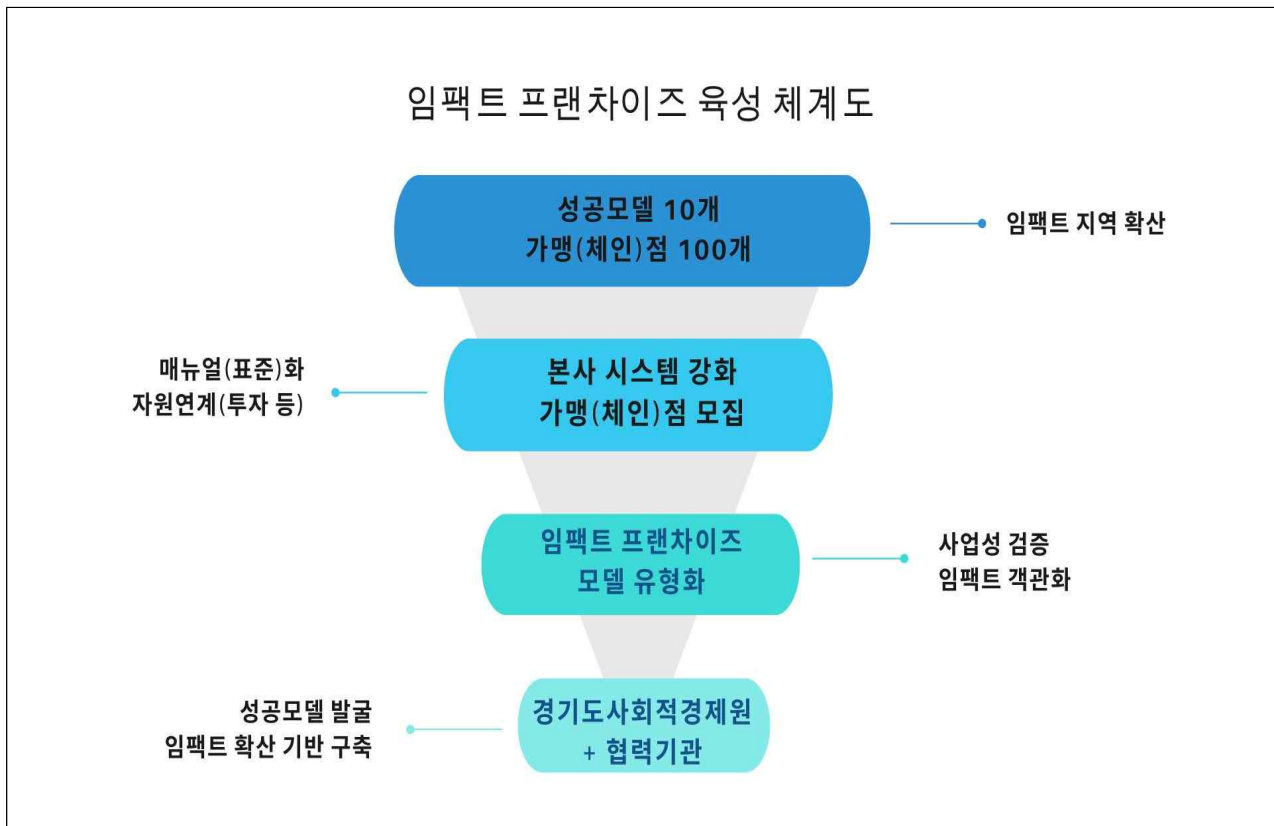 임팩트 프랜차이즈 육성 체계도
성공모델 10개
가맹(체인)점 100개
임팩트 지역 확산
매뉴얼(표준)화
자원연계(투자 등)
본사 시스템 강화
가맹(체인)점 모집
임팩트 프랜차이즈
모델 유형화
사업성 검증
임팩트 객관화
성공모델 발굴
임팩트 확산 기반 구축
경기도사회적경제원
+ 협력기관